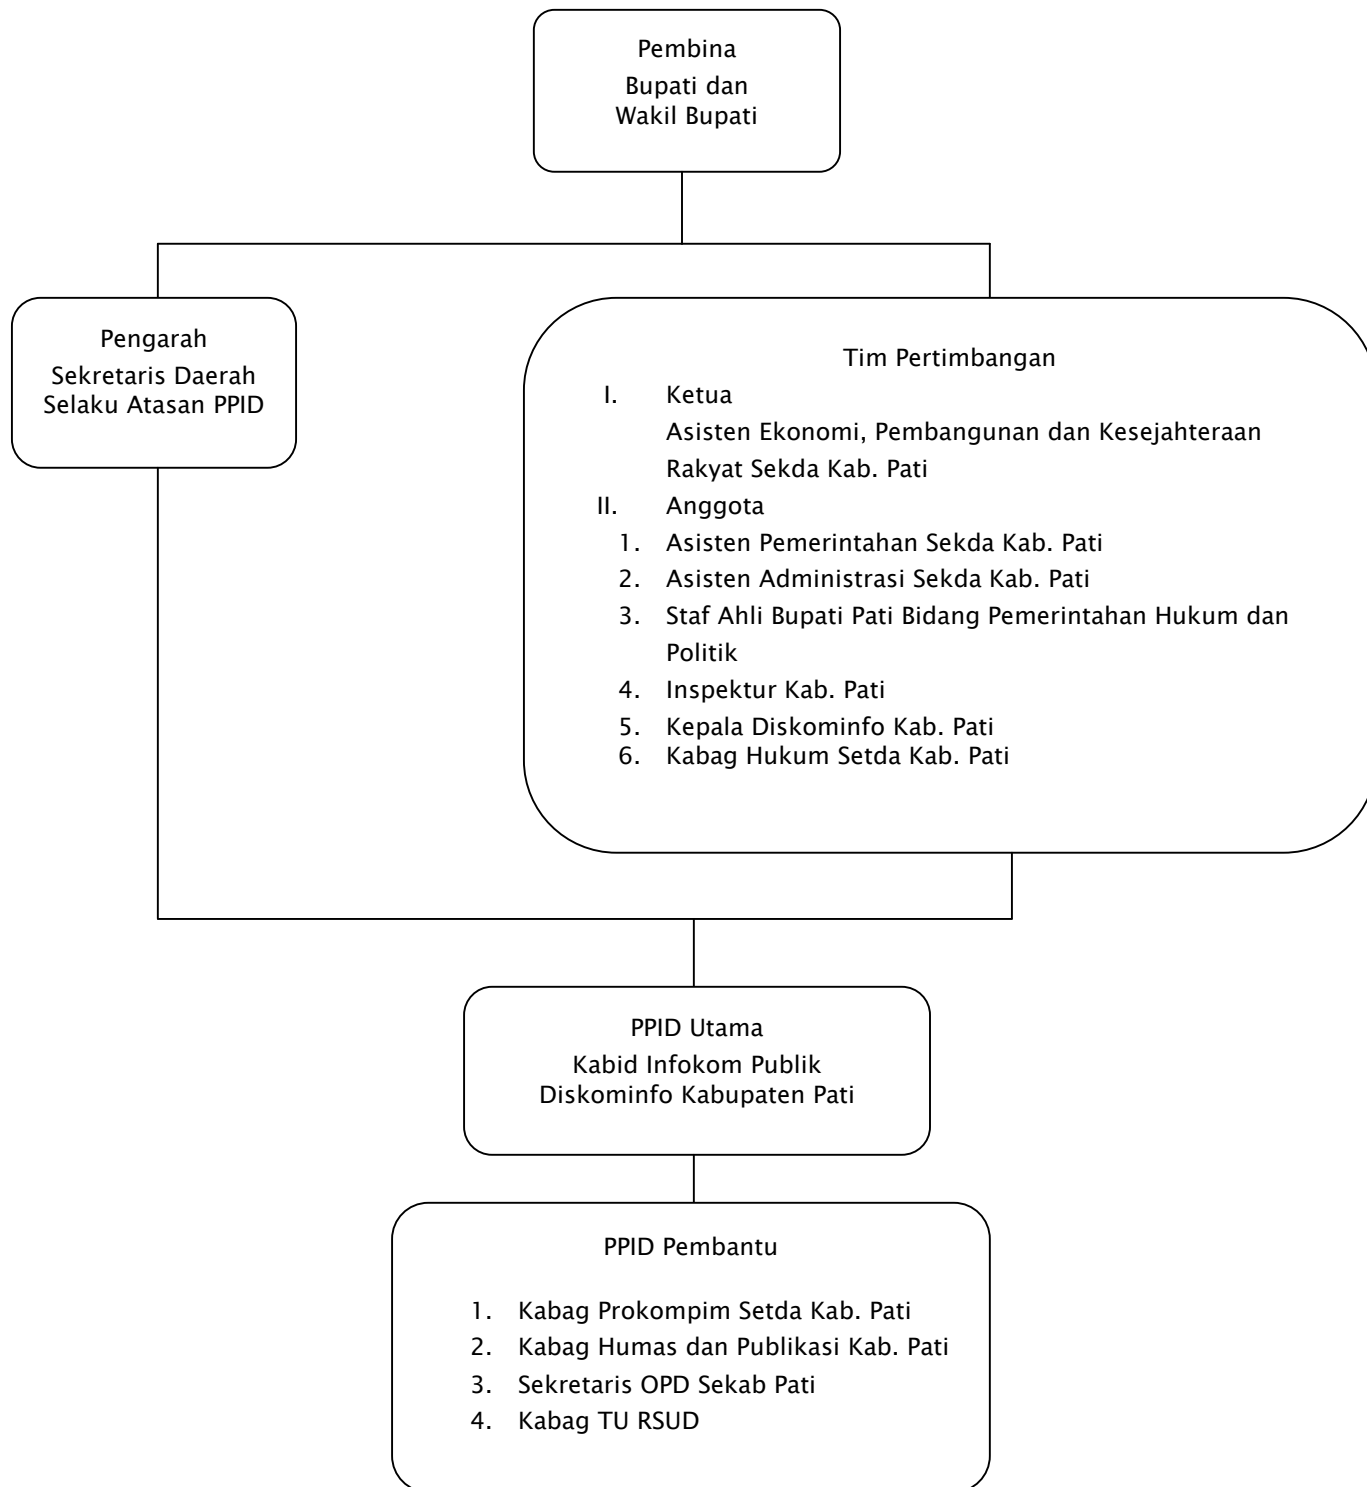 Pembina
Bupati dan
Wakil Bupati
Pengarah
Sekretaris Daerah
Selaku Atasan PPID
Tim Pertimbangan
I. Ketua
Asisten Ekonomi, Pembangunan dan Kesejahteraan
Rakyat Sekda Kab. Pati
II. Anggota
1. Asisten Pemerintahan Sekda Kab. Pati
2. Asisten Administrasi Sekda Kab. Pati
3. Staf Ahli Bupati Pati Bidang Pemerintahan Hukum dan
Politik
4. Inspektur Kab. Pati
5. Kepala Diskominfo Kab. Pati
6. Kabag Hukum Setda Kab. Pati
PPID Utama
Kabid Infokom Publik
Diskominfo Kabupaten Pati
PPID Pembantu
1. Kabag Prokompim Setda Kab. Pati
2. Kabag Humas dan Publikasi Kab. Pati
3. Sekretaris OPD Sekab Pati
4. Kabag TU RSUD